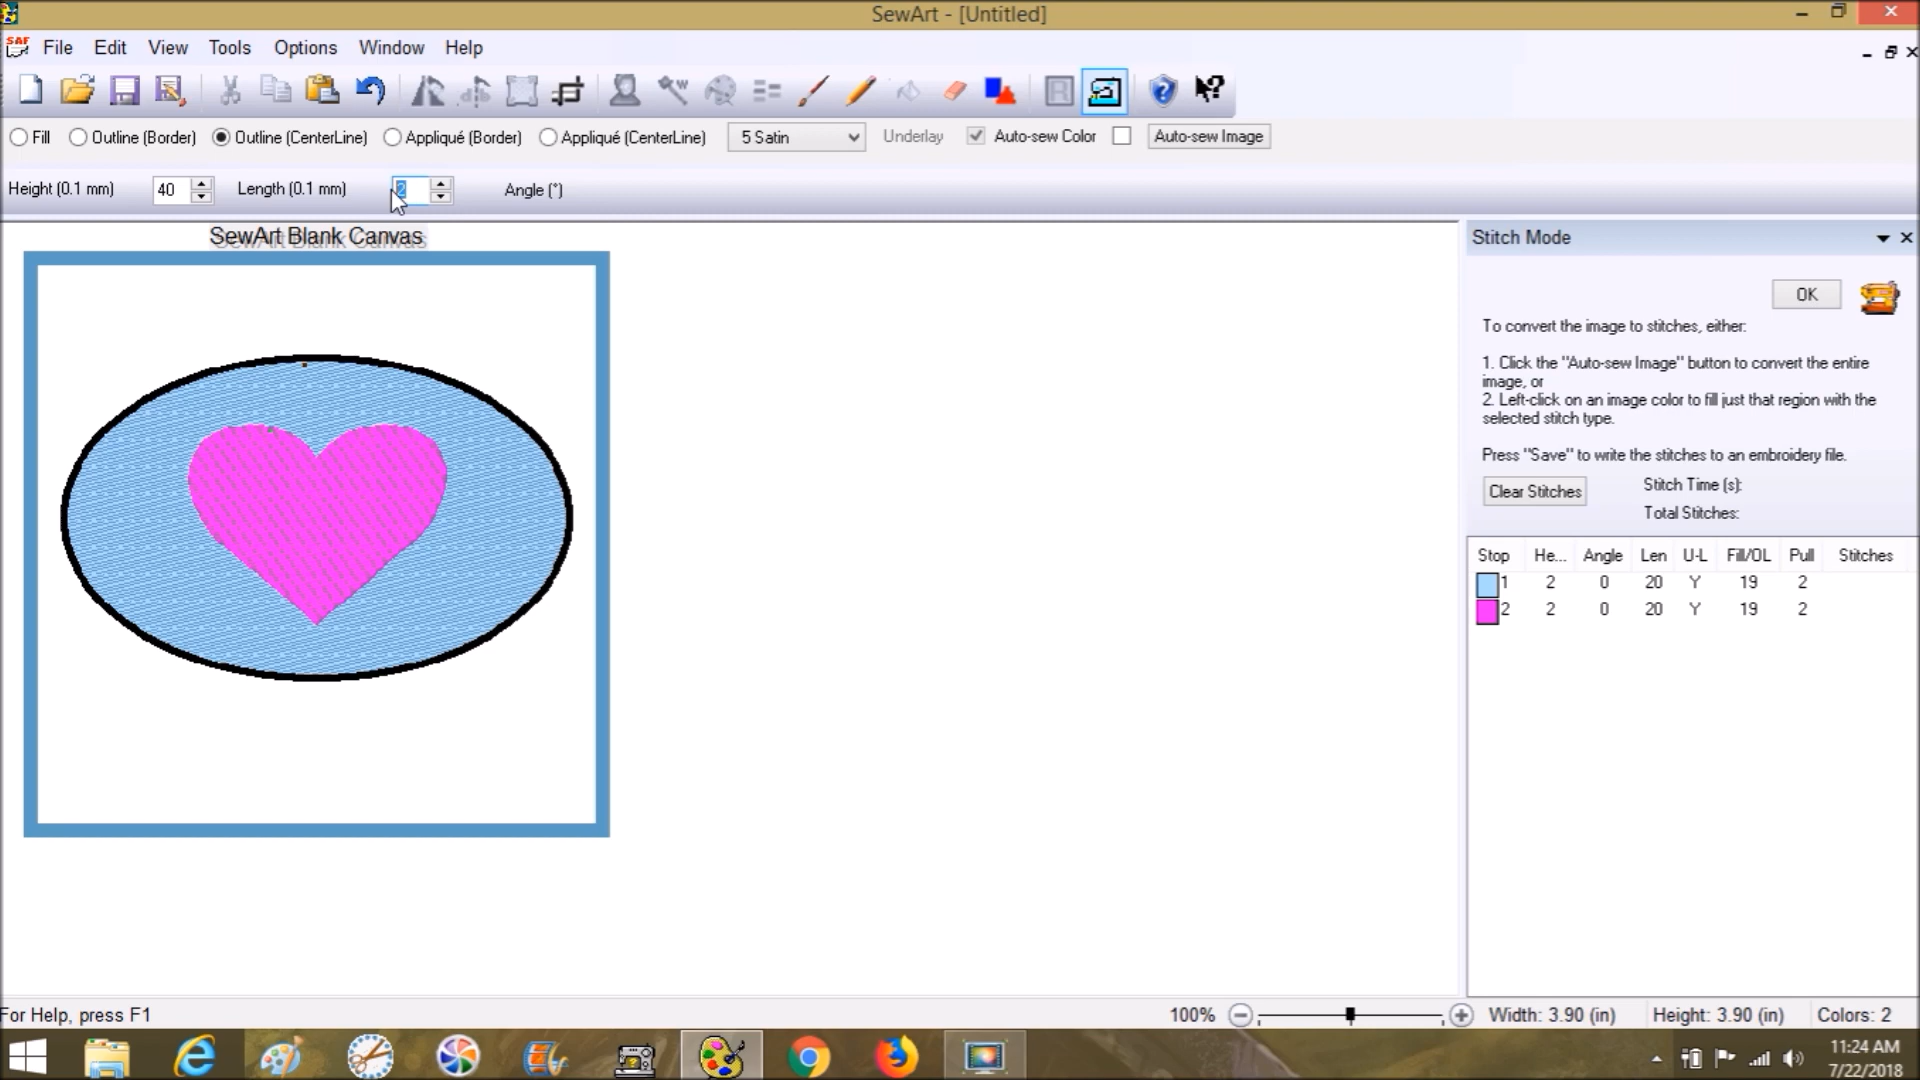 SewArt - [Untitled]
SAF File Edit View Tools Options Window Help
R
Fill Outline (Border) Outline (CenterLine) Appliqué (Border) Appliqué (CenterLine) 5 Satin Underlay Auto-sew Color Auto-sew Image
Height (0.1 mm) 40 Length (0.1 mm) 2 Angle (°)
SewArt Blank Canvas
Stitch Mode
OK
To convert the image to stitches, either:
1. Click the "Auto-sew Image" button to convert the entire
image, or
2. Left-click on an image color to fill just that region with the
selected stitch type.
Press "Save" to write the stitches to an embroidery file.
Clear Stitches
Stitch Time (s):
Total Stitches:
Stop He... Angle Len U-L Fill/OL Pull Stitches
1 2 0 20 Y 19 2
2 2 0 20 Y 19 2
For Help, press F1
100% Width: 3.90 (in) Height: 3.90 (in) Colors: 2
11:24 AM
7/22/2018